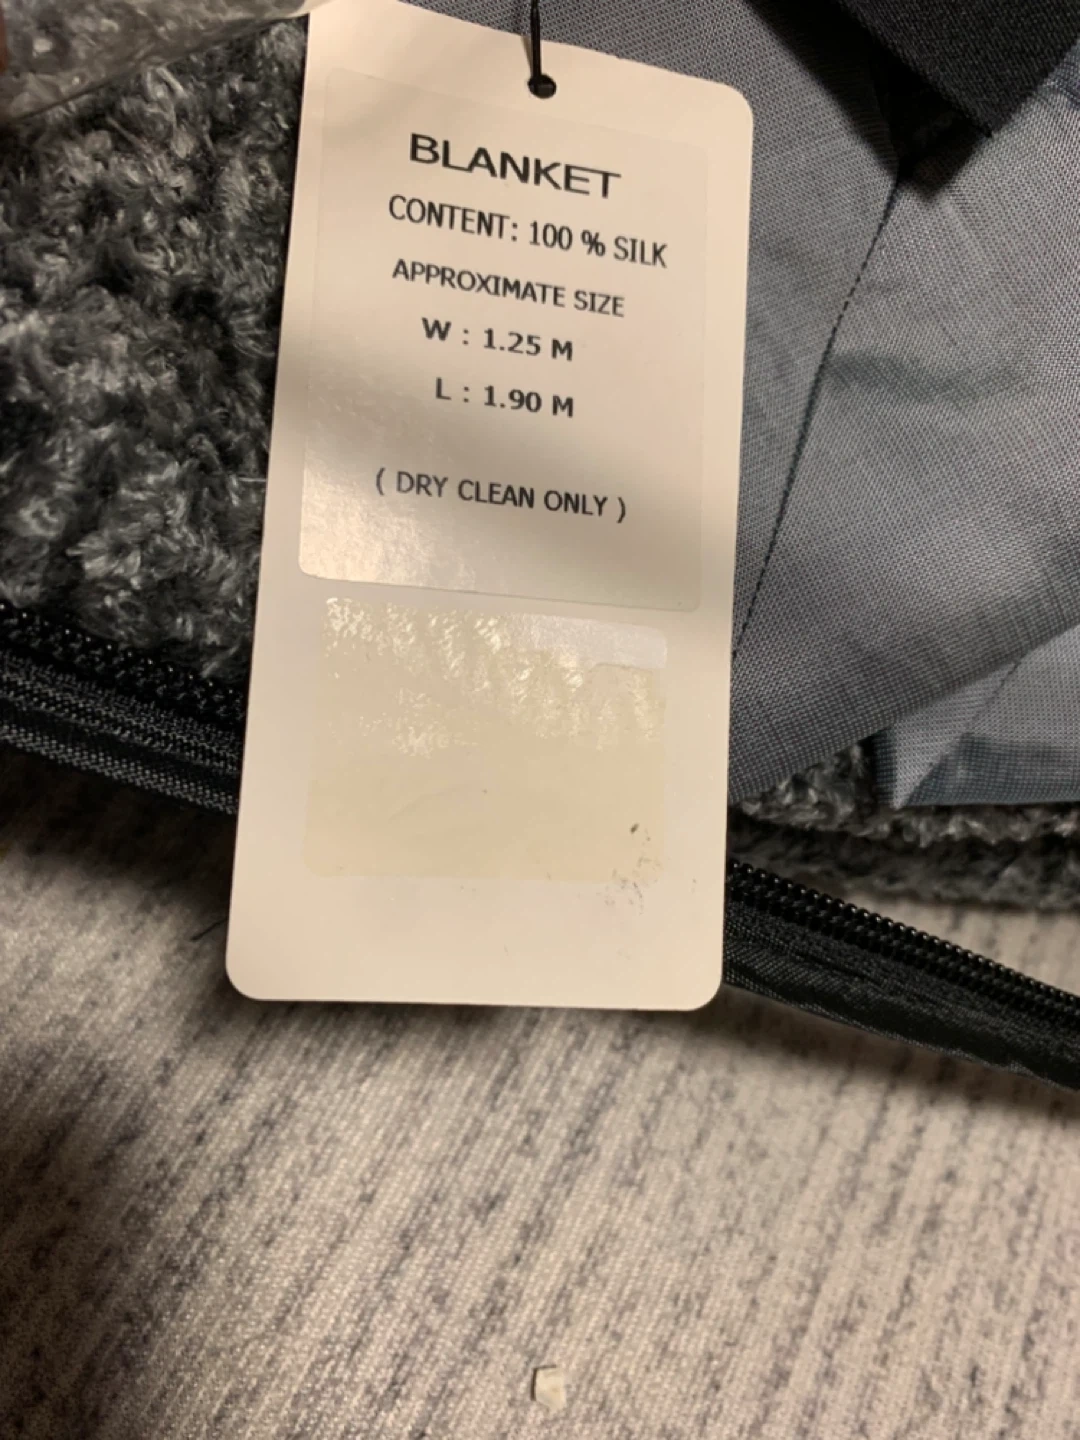 BLANKET
CONTENT: 100 % SILK
APPROXIMATE SIZE
W : 1.25 M
L : 1.90 M
( DRY CLEAN ONLY )